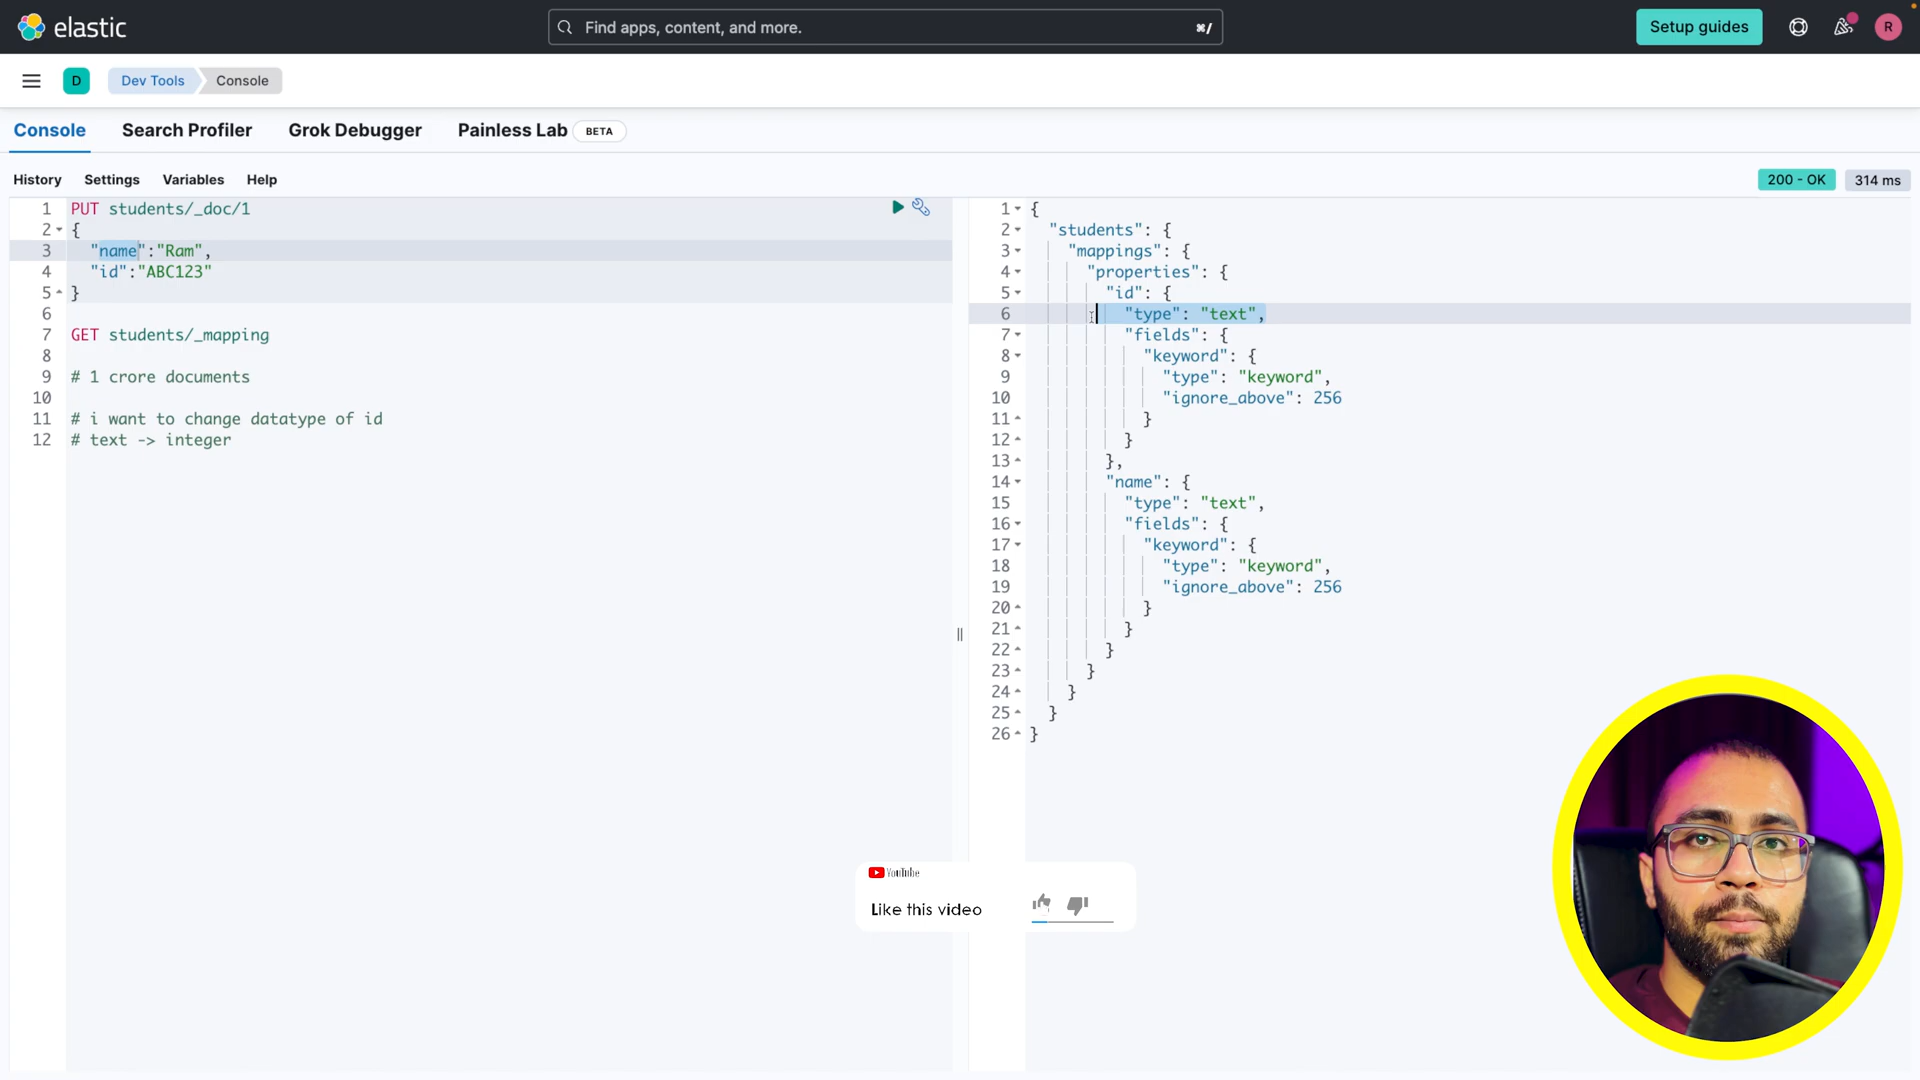 elastic
Find apps, content, and more.
⌘/
Setup guides
R
D
Dev Tools
Console
Console
Search Profiler
Grok Debugger
Painless Lab
BETA
History
Settings
Variables
Help
200 - OK
314 ms
1 PUT students/_doc/1
2 {
3 "name":"Ram",
4 "id":"ABC123"
5 }
6
7 GET students/_mapping
8
9 # 1 crore documents
10
11 # i want to change datatype of id
12 # text -> integer
1 {
2 "students": {
3 "mappings": {
4 "properties": {
5 "id": {
6 "type": "text",
7 "fields": {
8 "keyword": {
9 "type": "keyword",
10 "ignore_above": 256
11 }
12 }
13 },
14 "name": {
15 "type": "text",
16 "fields": {
17 "keyword": {
18 "type": "keyword",
19 "ignore_above": 256
20 }
21 }
22 }
23 }
24 }
25 }
26 }
YouTube
Like this video